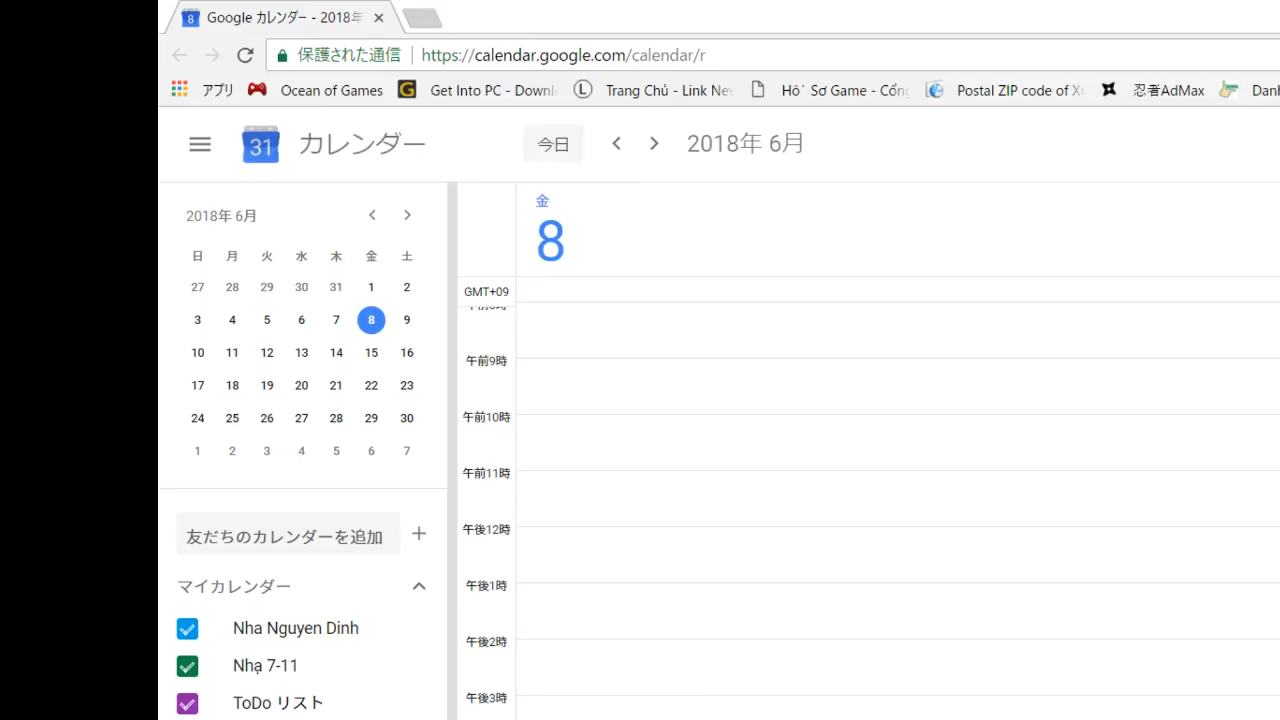 Google カレンダー - 2018年
保護された通信 https://calendar.google.com/calendar/r
アプリ Ocean of Games Get Into PC - Downl Trang Chủ - Link Nev Hồ Sơ Game - Cổng Postal ZIP code of 忍者AdMax Danh
31 カレンダー 今日 2018年 6月
2018年 6月
日 月 火 水 木 金 土
27 28 29 30 31 1 2
3 4 5 6 7 8 9
10 11 12 13 14 15 16
17 18 19 20 21 22 23
24 25 26 27 28 29 30
1 2 3 4 5 6 7
友だちのカレンダーを追加
マイカレンダー
Nha Nguyen Dinh
Nhạ 7-11
ToDo リスト
金
8
GMT+09
午前9時
午前10時
午前11時
午後12時
午後1時
午後2時
午後3時